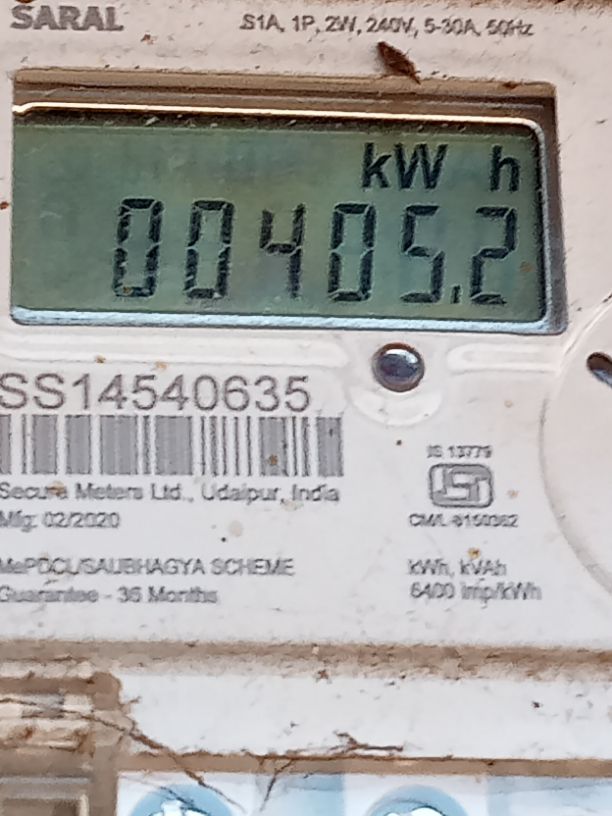 SARAL
S1A, 1P, 2W, 240V, 5-30A, 50Hz
kW h
00405.2
SS14540635
Secure Meters Ltd., Udaipur, India
Mfg: 02/2020
IS 13779
CM/L-8150362
MePDCL/SAUBHAGYA SCHEME
Guarantee - 36 Months
kWh, kVAh
6400 Imp/kWh